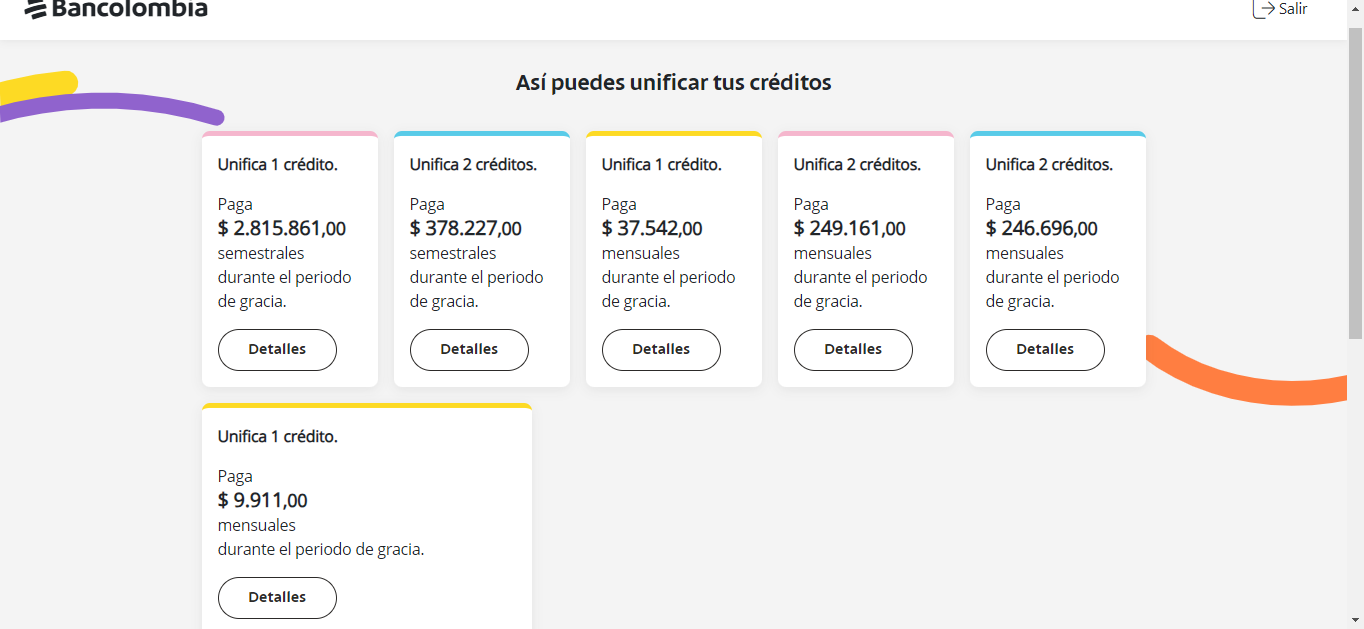 Bancolombia
Salir
Así puedes unificar tus créditos
Unifica 1 crédito.
Paga
$ 2.815.861,00
semestrales
durante el periodo
de gracia.
Detalles
Unifica 2 créditos.
Paga
$ 378.227,00
semestrales
durante el periodo
de gracia.
Detalles
Unifica 1 crédito.
Paga
$ 37.542,00
mensuales
durante el periodo
de gracia.
Detalles
Unifica 2 créditos.
Paga
$ 249.161,00
mensuales
durante el periodo
de gracia.
Detalles
Unifica 2 créditos.
Paga
$ 246.696,00
mensuales
durante el periodo
de gracia.
Detalles
Unifica 1 crédito.
Paga
$ 9.911,00
mensuales
durante el periodo de gracia.
Detalles